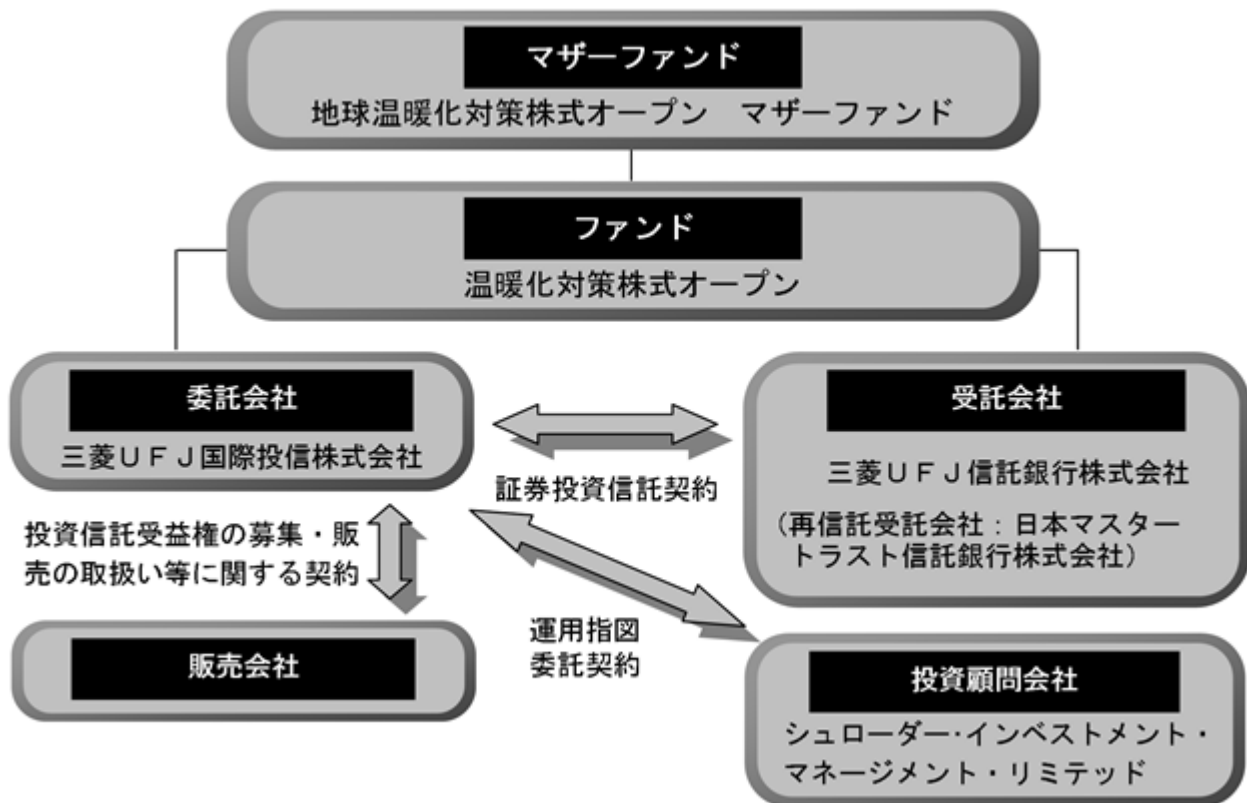 マザーファンド
地球温暖化対策株式オープン　マザーファンド
ファンド
温暖化対策株式オープン
委託会社
三菱ＵＦＪ国際投信株式会社
受託会社
三菱ＵＦＪ信託銀行株式会社
（再信託受託会社：日本マスター
トラスト信託銀行株式会社）
証券投資信託契約
投資信託受益権の募集・販
売の取扱い等に関する契約
運用指図
委託契約
販売会社
投資顧問会社
シュローダー・インベストメント・
マネージメント・リミテッド